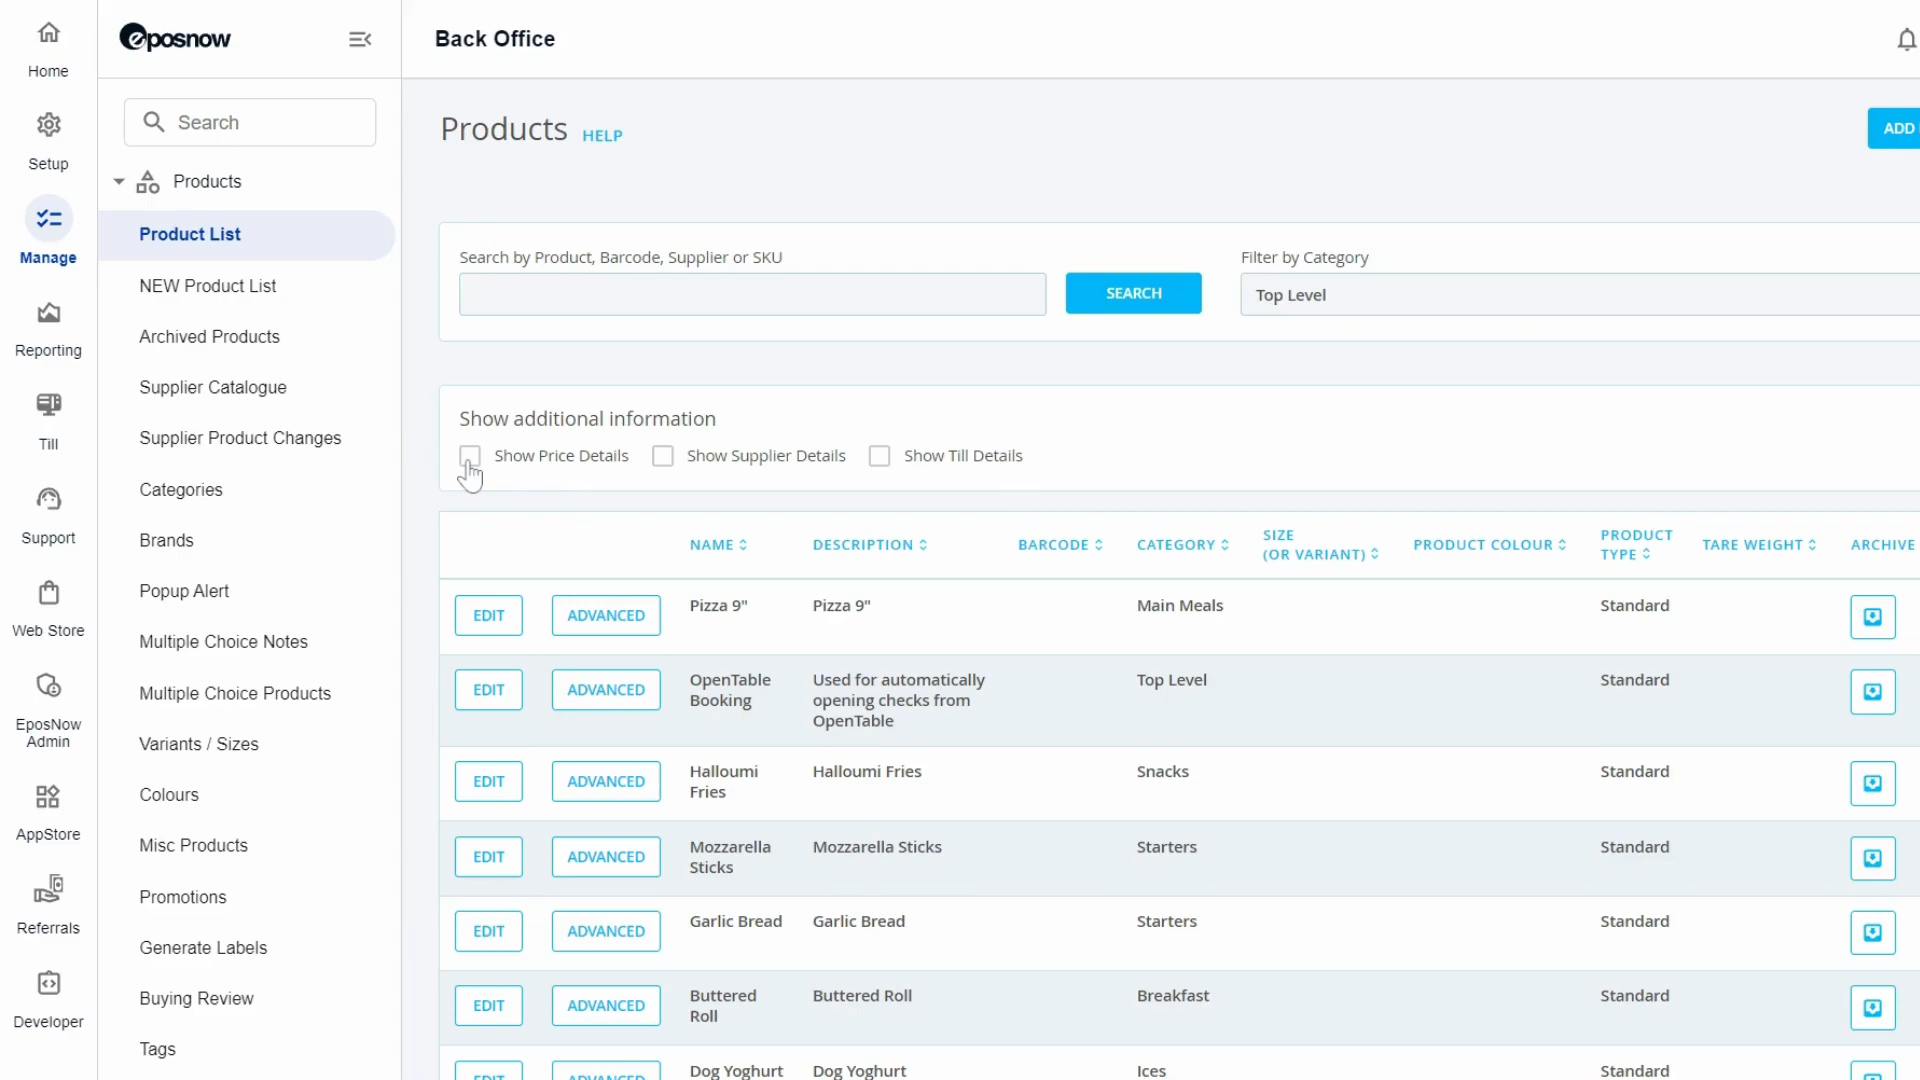 Home
Setup
Manage
Reporting
Till
Support
Web Store
EposNow
Admin
AppStore
Referrals
Developer
eposnow
Search
Products
Product List
NEW Product List
Archived Products
Supplier Catalogue
Supplier Product Changes
Categories
Brands
Popup Alert
Multiple Choice Notes
Multiple Choice Products
Variants / Sizes
Colours
Misc Products
Promotions
Generate Labels
Buying Review
Tags
Back Office
Products HELP
ADD
Search by Product, Barcode, Supplier or SKU
SEARCH
Filter by Category
Top Level
Show additional information
Show Price Details Show Supplier Details Show Till Details
NAME DESCRIPTION BARCODE CATEGORY SIZE (OR VARIANT) PRODUCT COLOUR PRODUCT TYPE TARE WEIGHT ARCHIVE
EDIT ADVANCED Pizza 9" Pizza 9" Main Meals Standard
EDIT ADVANCED OpenTable Booking Used for automatically opening checks from OpenTable Top Level Standard
EDIT ADVANCED Halloumi Fries Halloumi Fries Snacks Standard
EDIT ADVANCED Mozzarella Sticks Mozzarella Sticks Starters Standard
EDIT ADVANCED Garlic Bread Garlic Bread Starters Standard
EDIT ADVANCED Buttered Roll Buttered Roll Breakfast Standard
EDIT ADVANCED Dog Yoghurt Dog Yoghurt Ices Standard